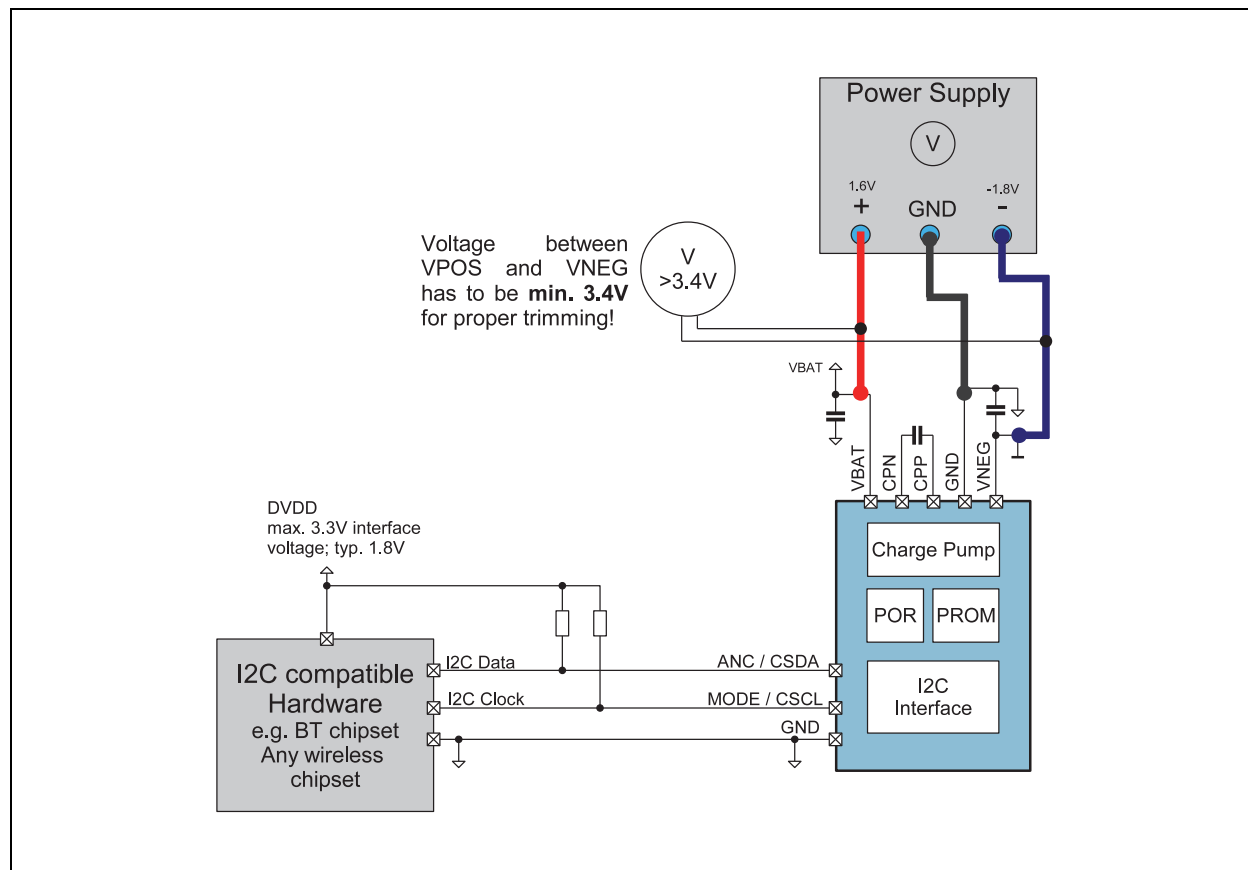 Power Supply
V
1.6V
-1.8V
+
GND
-
Voltage between
VPOS and VNEG
has to be min. 3.4V
for proper trimming!
V
>3.4V
VBAT
VBAT
CPN
CPP
GND
VNEG
DVDD
max. 3.3V interface
voltage; typ. 1.8V
Charge Pump
POR
PROM
I2C compatible
Hardware
e.g. BT chipset
Any wireless
chipset
I2C Data
ANC / CSDA
I2C Clock
MODE / CSCL
GND
I2C
Interface